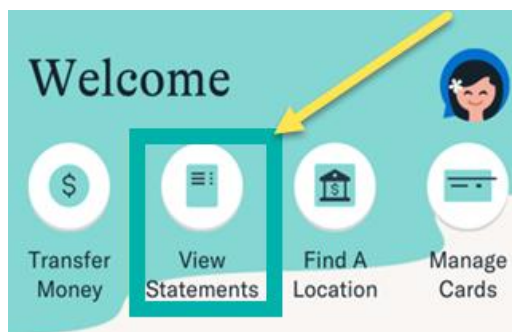 Welcome
$
$
Transfer Money
View Statements
Find A Location
Manage Cards